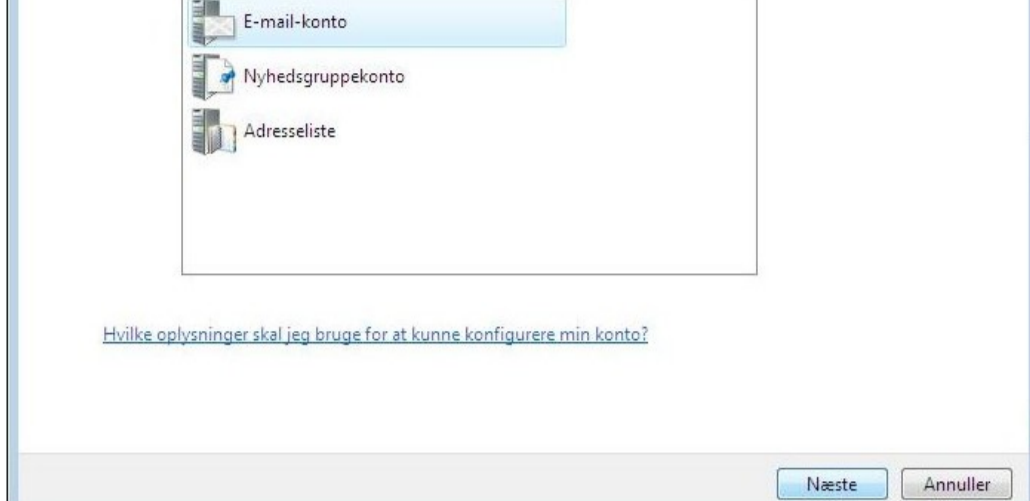 E-mail-konto
Nyhedsgruppekonto
Adresseliste
Hvilke oplysninger skal jeg bruge for at kunne konfigurere min konto?
Næste Annuller